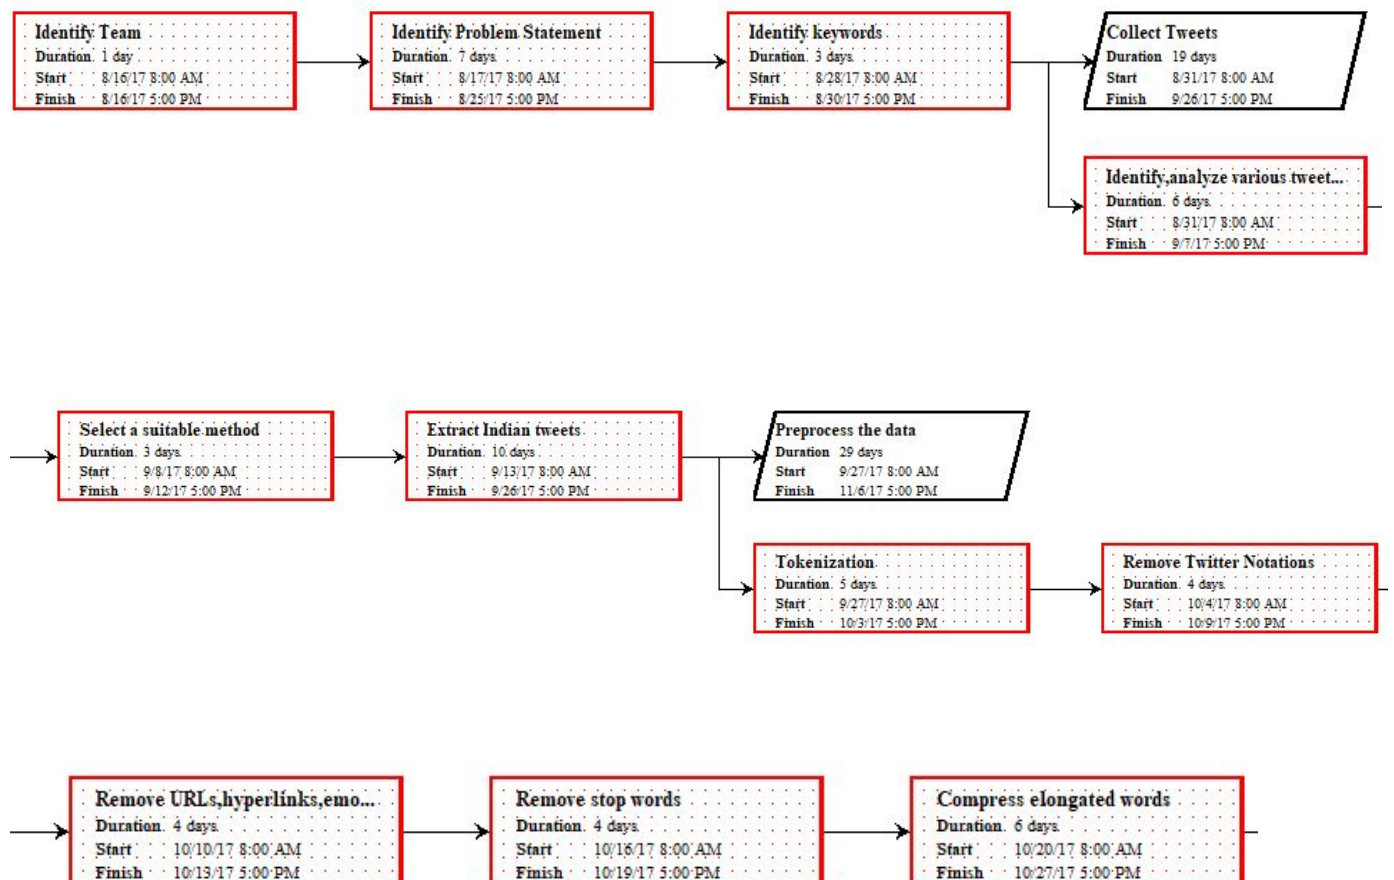 Identify Team
Duration 1 day
Start 8/16/17 8:00 AM
Finish 8/16/17 5:00 PM
Identify Problem Statement
Duration 7 days
Start 8/17/17 8:00 AM
Finish 8/25/17 5:00 PM
Identify keywords
Duration 3 days
Start 8/28/17 8:00 AM
Finish 8/30/17 5:00 PM
Collect Tweets
Duration 19 days
Start 8/31/17 8:00 AM
Finish 9/26/17 5:00 PM
Identify,analyze various tweet...
Duration 6 days
Start 8/31/17 8:00 AM
Finish 9/7/17 5:00 PM
Select a suitable method
Duration 3 days
Start 9/8/17 8:00 AM
Finish 9/12/17 5:00 PM
Extract Indian tweets
Duration 10 days
Start 9/13/17 8:00 AM
Finish 9/26/17 5:00 PM
Preprocess the data
Duration 29 days
Start 9/27/17 8:00 AM
Finish 11/6/17 5:00 PM
Tokenization
Duration 5 days
Start 9/27/17 8:00 AM
Finish 10/3/17 5:00 PM
Remove Twitter Notations
Duration 4 days
Start 10/4/17 8:00 AM
Finish 10/9/17 5:00 PM
Remove URLs,hyperlinks,emo...
Duration 4 days
Start 10/10/17 8:00 AM
Finish 10/13/17 5:00 PM
Remove stop words
Duration 4 days
Start 10/16/17 8:00 AM
Finish 10/19/17 5:00 PM
Compress elongated words
Duration 6 days
Start 10/20/17 8:00 AM
Finish 10/27/17 5:00 PM